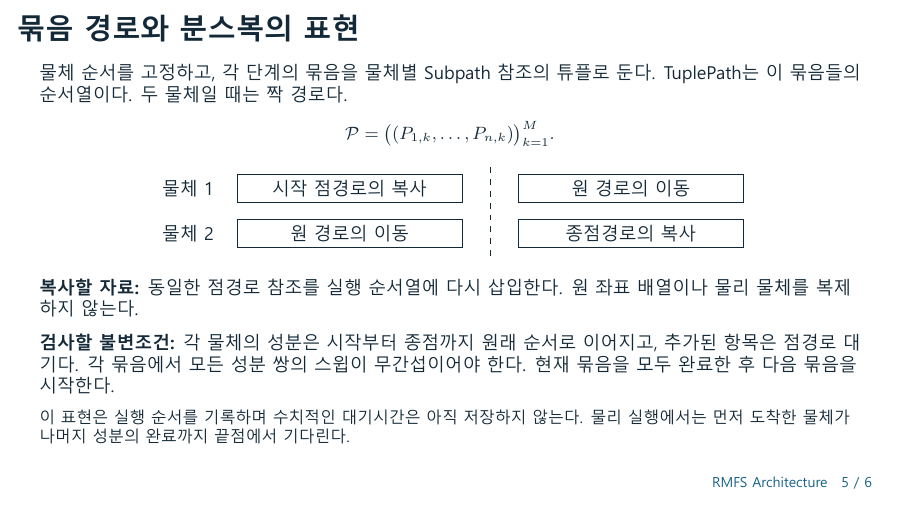 묶음 경로와 분스복의 표현
물체 순서를 고정하고, 각 단계의 묶음을 물체별 Subpath 참조의 튜플로 둔다. TuplePath는 이 묶음들의
순서열이다. 두 물체일 때는 짝 경로다.
𝒫 = ((P_{1,k}, . . . , P_{n,k}))_{k=1}^{M}.
물체 1 시작 점경로의 복사 원 경로의 이동
물체 2 원 경로의 이동 종점경로의 복사
복사할 자료: 동일한 점경로 참조를 실행 순서열에 다시 삽입한다. 원 좌표 배열이나 물리 물체를 복제
하지 않는다.
검사할 불변조건: 각 물체의 성분은 시작부터 종점까지 원래 순서로 이어지고, 추가된 항목은 점경로 대
기다. 각 묶음에서 모든 성분 쌍의 스윕이 무간섭이어야 한다. 현재 묶음을 모두 완료한 후 다음 묶음을
시작한다.
이 표현은 실행 순서를 기록하며 수치적인 대기시간은 아직 저장하지 않는다. 물리 실행에서는 먼저 도착한 물체가
나머지 성분의 완료까지 끝점에서 기다린다.
RMFS Architecture 5 / 6